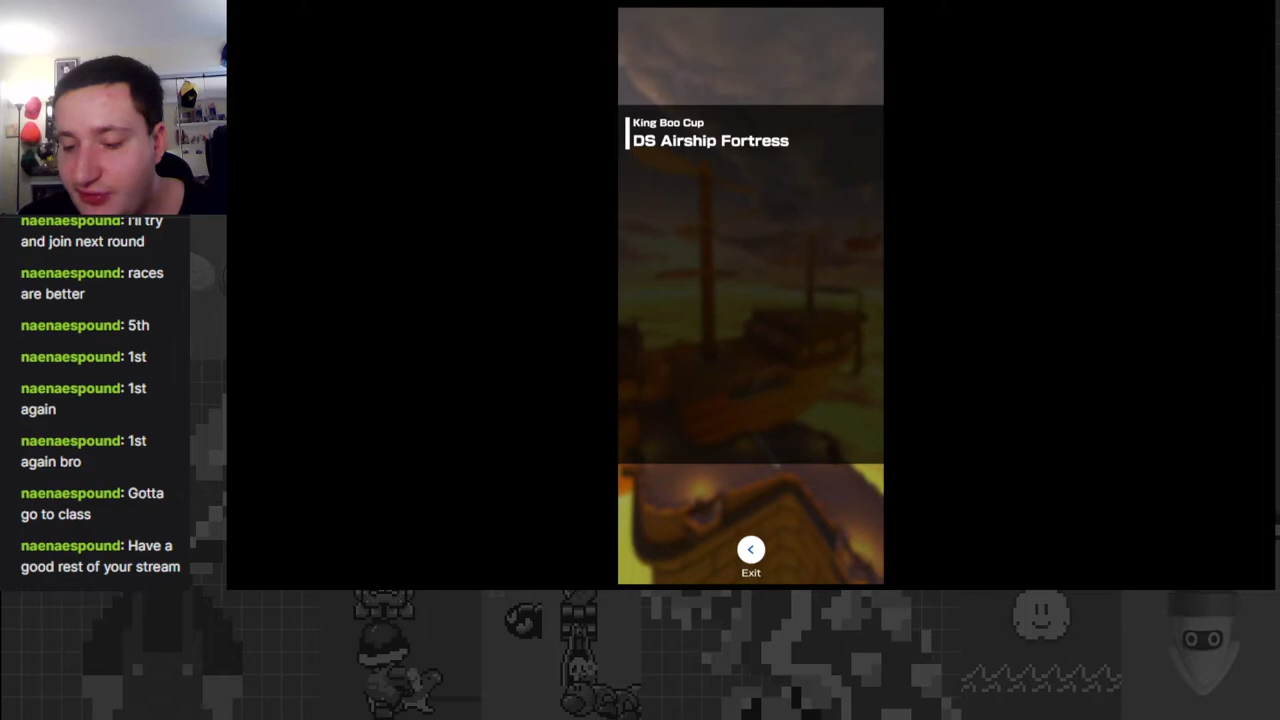 naenaespound: I'll try
and join next round
naenaespound: races
are better
naenaespound: 5th
naenaespound: 1st
naenaespound: 1st
again
naenaespound: 1st
again bro
naenaespound: Gotta
go to class
naenaespound: Have a
good rest of your stream
King Boo Cup
DS Airship Fortress
Exit